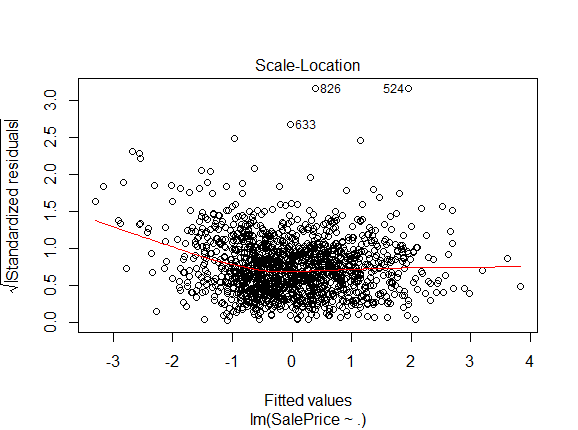 Scale-Location
√|Standardized residuals|
3.0
2.5
2.0
1.5
1.0
0.5
0.0
826
524
633
-3 -2 -1 0 1 2 3 4
Fitted values
lm(SalePrice ~ .)